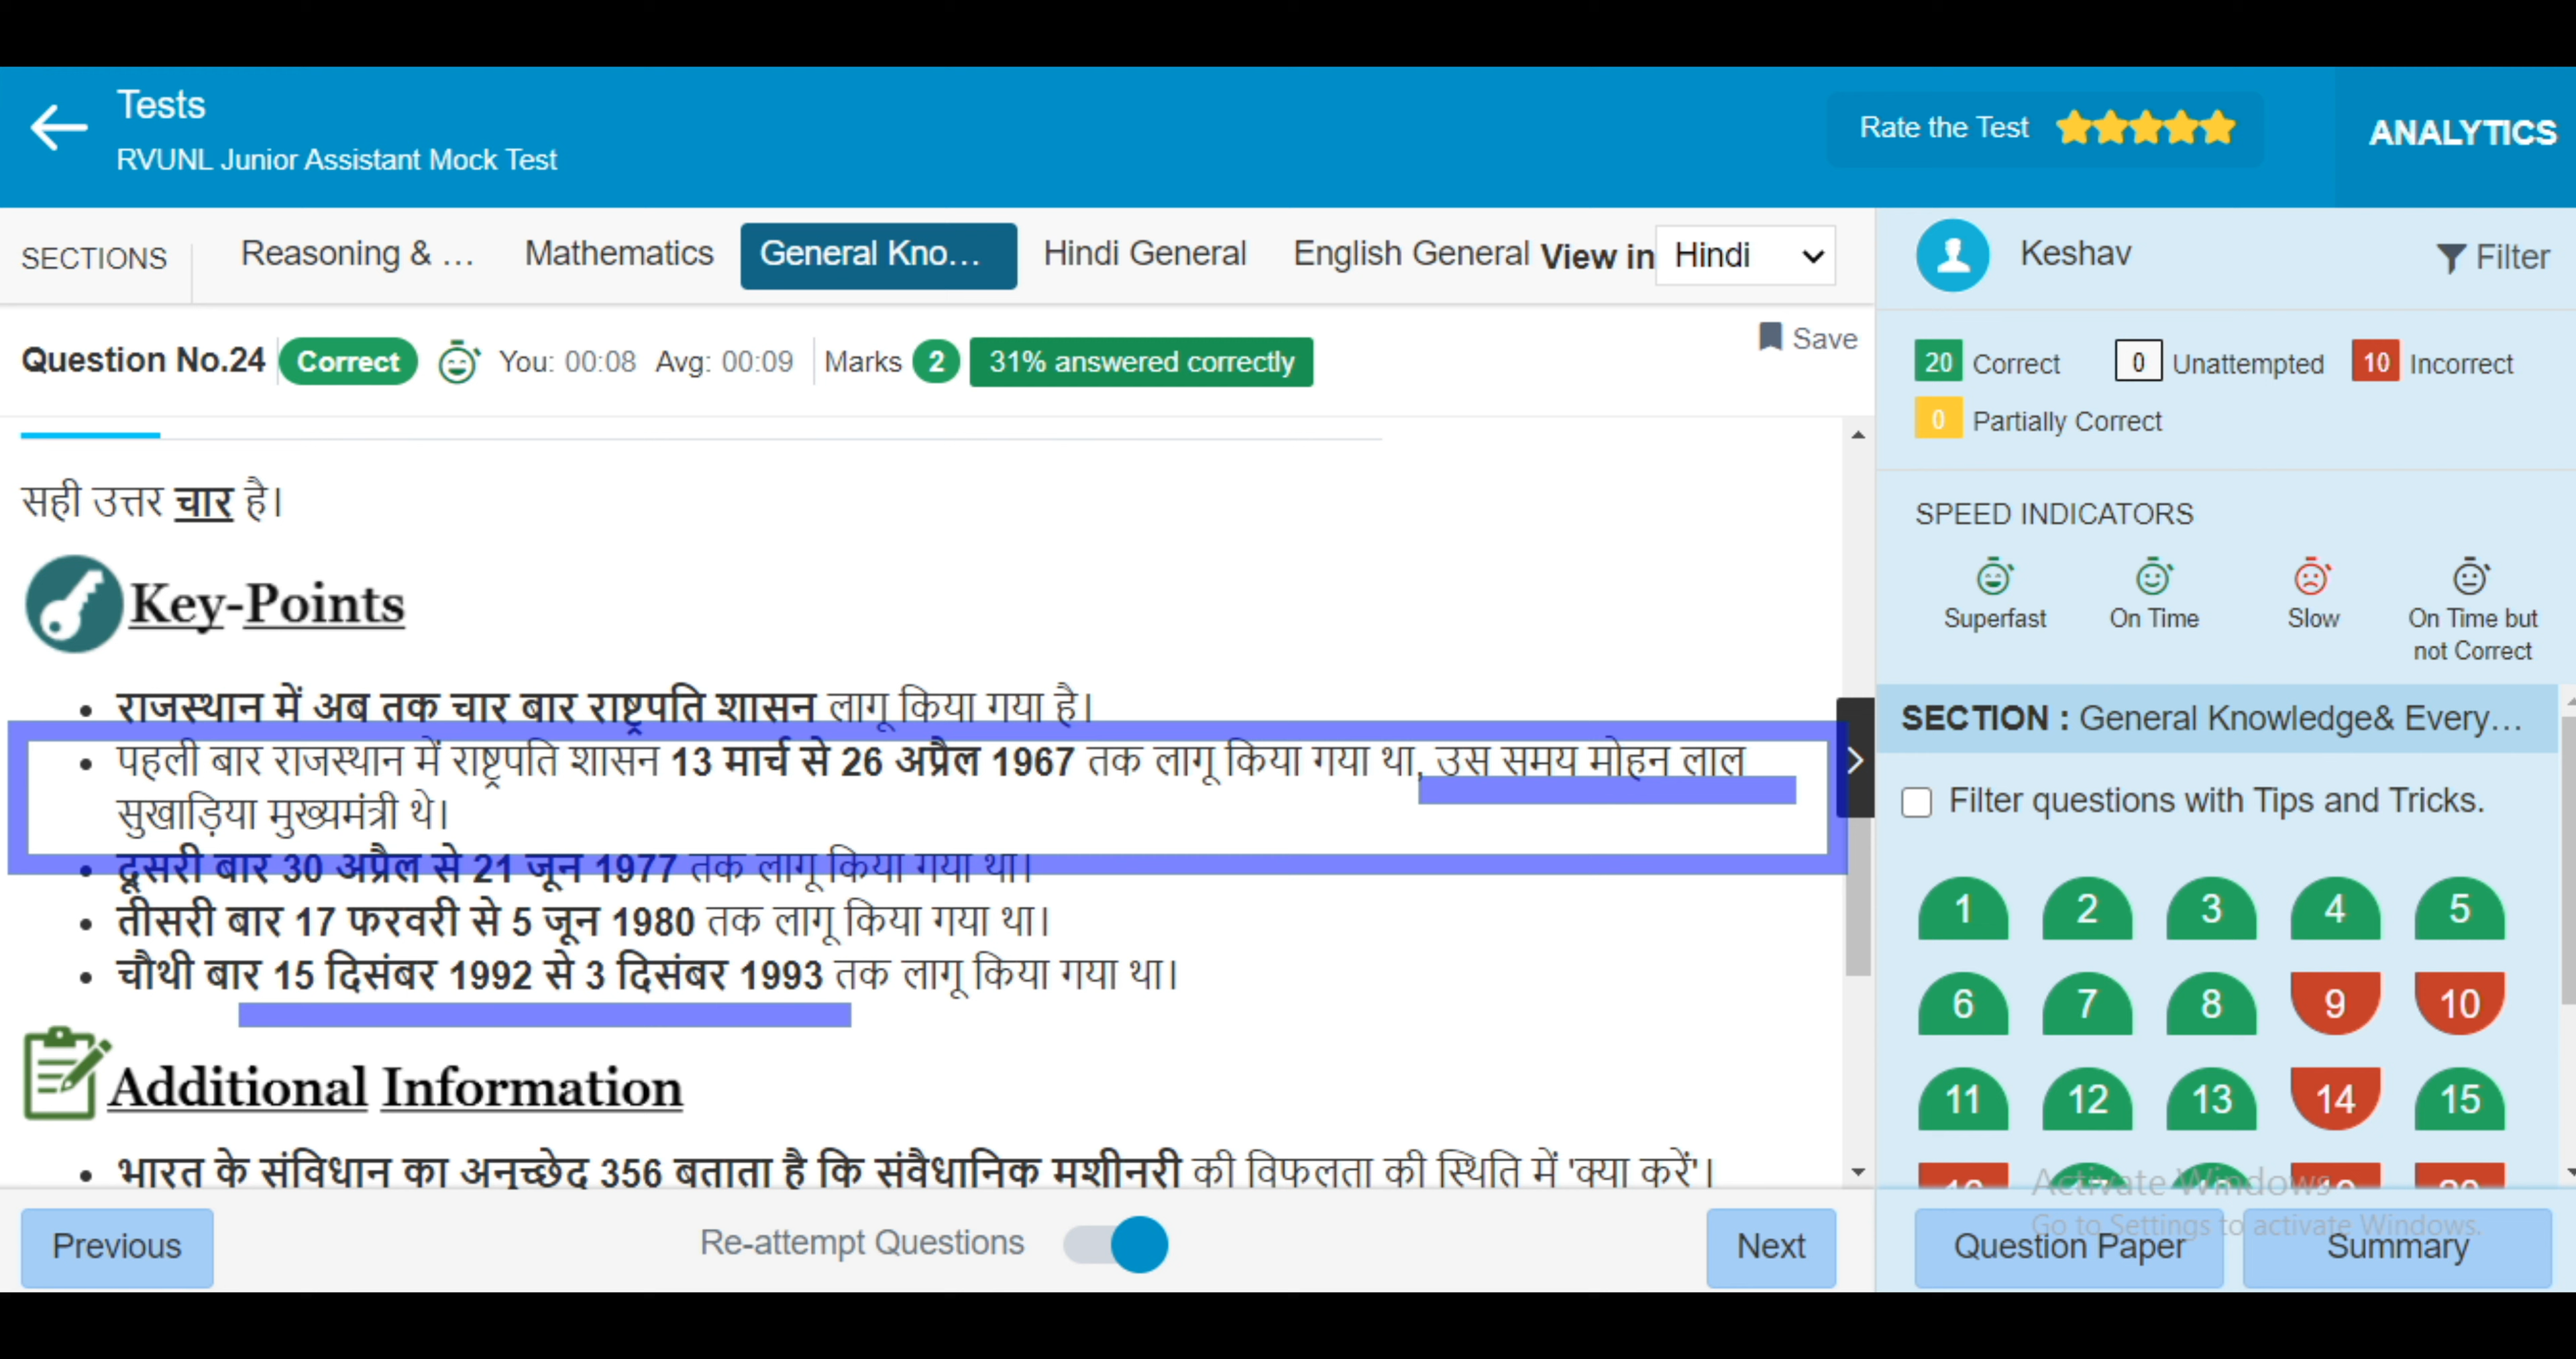 Tests
RVUNL Junior Assistant Mock Test
Rate the Test
ANALYTICS
SECTIONS
Reasoning & ...
Mathematics
General Kno...
Hindi General
English General
View in
Hindi
Keshav
Filter
Question No.24
Correct
You: 00:08 Avg: 00:09
Marks 2
31% answered correctly
Save
20 Correct
0 Unattempted
10 Incorrect
0 Partially Correct
सही उत्तर चार है।
Key-Points
• राजस्थान में अब तक चार बार राष्ट्रपति शासन लागू किया गया है।
• पहली बार राजस्थान में राष्ट्रपति शासन 13 मार्च से 26 अप्रैल 1967 तक लागू किया गया था, उस समय मोहन लाल
सुखाड़िया मुख्यमंत्री थे।
• दूसरी बार 30 अप्रैल से 21 जून 1977 तक लागू किया गया था।
• तीसरी बार 17 फरवरी से 5 जून 1980 तक लागू किया गया था।
• चौथी बार 15 दिसंबर 1992 से 3 दिसंबर 1993 तक लागू किया गया था।
Additional Information
• भारत के संविधान का अनुच्छेद 356 बताता है कि संवैधानिक मशीनरी की विफलता की स्थिति में 'क्या करें'।
SPEED INDICATORS
Superfast
On Time
Slow
On Time but
not Correct
SECTION : General Knowledge& Every...
Filter questions with Tips and Tricks.
1 2 3 4 5
6 7 8 9 10
11 12 13 14 15
Activate Windows
Go to Settings to activate Windows.
Previous
Re-attempt Questions
Next
Question Paper
Summary